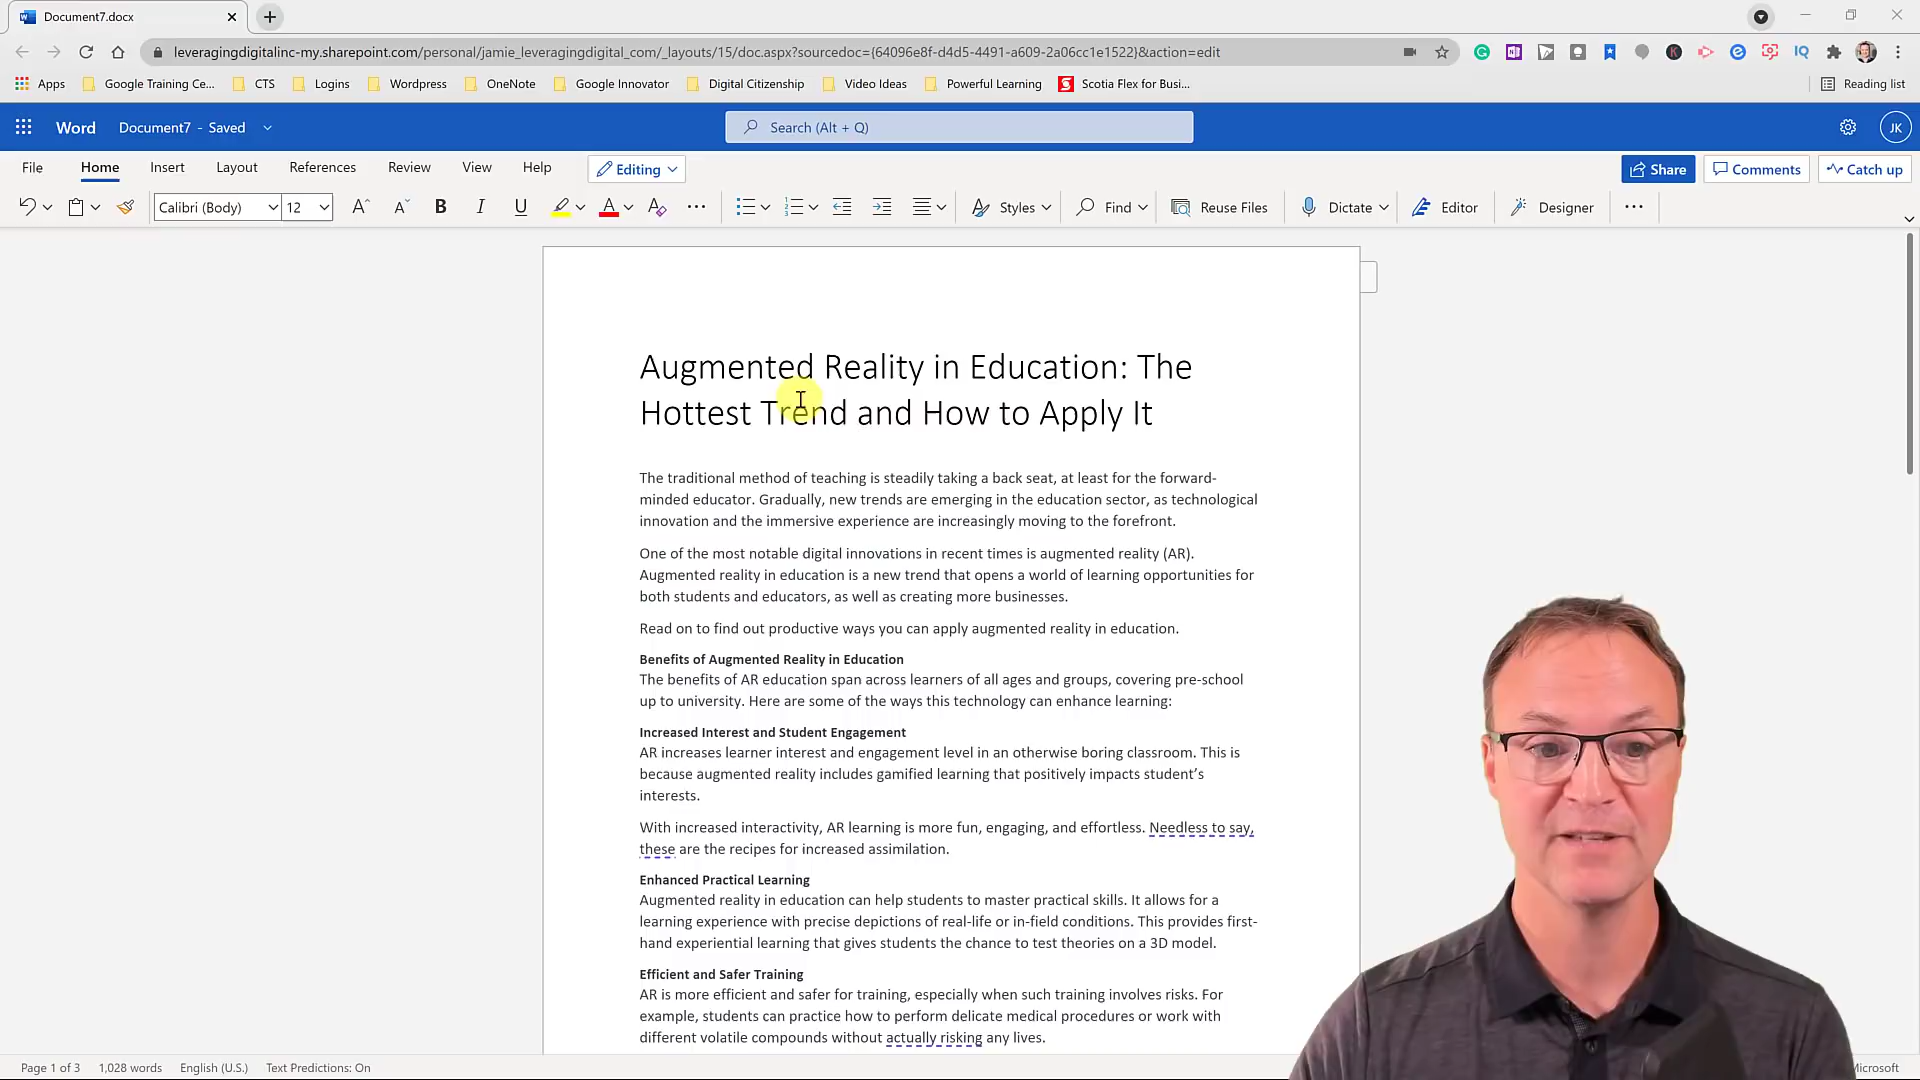 Document7.docx
leveragingdigitalinc-my.sharepoint.com/personal/jamie_leveragingdigital_com/_layouts/15/doc.aspx?sourcedoc={64096e8f-d4d5-4491-a609-2a06cc1e1522}&action=edit
Apps Google Training Ce... CTS Logins Wordpress OneNote Google Innovator Digital Citizenship Video Ideas Powerful Learning Scotia Flex for Busi... Reading list
Word Document7 - Saved Search (Alt + Q) JK
File Home Insert Layout References Review View Help Editing Share Comments Catch up
Calibri (Body) 12 B I U A Styles Find Reuse Files Dictate Editor Designer
Augmented Reality in Education: The
Hottest Trend and How to Apply It
The traditional method of teaching is steadily taking a back seat, at least for the forward-
minded educator. Gradually, new trends are emerging in the education sector, as technological
innovation and the immersive experience are increasingly moving to the forefront.
One of the most notable digital innovations in recent times is augmented reality (AR).
Augmented reality in education is a new trend that opens a world of learning opportunities for
both students and educators, as well as creating more businesses.
Read on to find out productive ways you can apply augmented reality in education.
Benefits of Augmented Reality in Education
The benefits of AR education span across learners of all ages and groups, covering pre-school
up to university. Here are some of the ways this technology can enhance learning:
Increased Interest and Student Engagement
AR increases learner interest and engagement level in an otherwise boring classroom. This is
because augmented reality includes gamified learning that positively impacts student’s
interests.
With increased interactivity, AR learning is more fun, engaging, and effortless. Needless to say,
these are the recipes for increased assimilation.
Enhanced Practical Learning
Augmented reality in education can help students to master practical skills. It allows for a
learning experience with precise depictions of real-life or in-field conditions. This provides first-
hand experiential learning that gives students the chance to test theories on a 3D model.
Efficient and Safer Training
AR is more efficient and safer for training, especially when such training involves risks. For
example, students can practice how to perform delicate medical procedures or work with
different volatile compounds without actually risking any lives.
Page 1 of 3 1,028 words English (U.S.) Text Predictions: On Microsoft